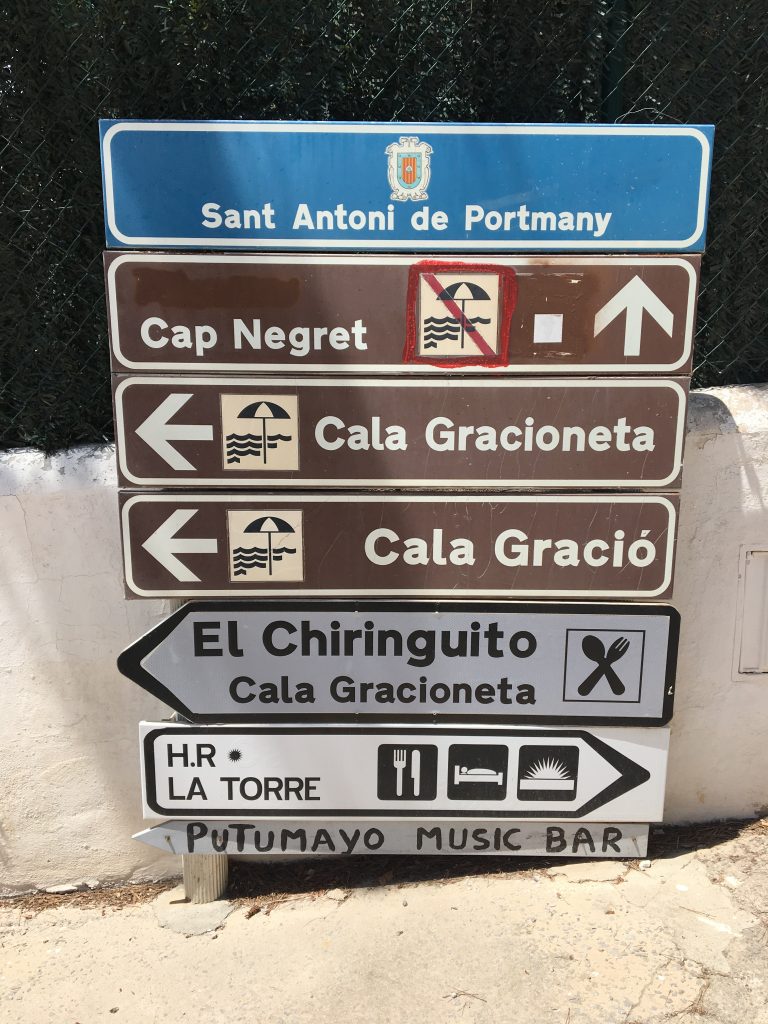 Sant Antoni de Portmany
Cap Negret
Cala Gracioneta
Cala Gració
El Chiringuito
Cala Gracioneta
H.R *
LA TORRE
PUTUMAYO MUSIC BAR